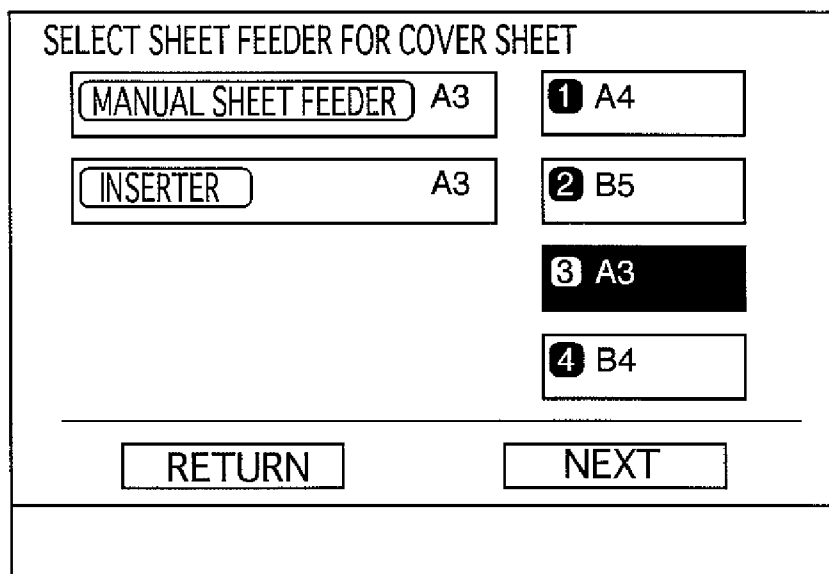 SELECT SHEET FEEDER FOR COVER SHEET
MANUAL SHEET FEEDER A3
1 A4
INSERTER A3
2 B5
3 A3
4 B4
RETURN NEXT